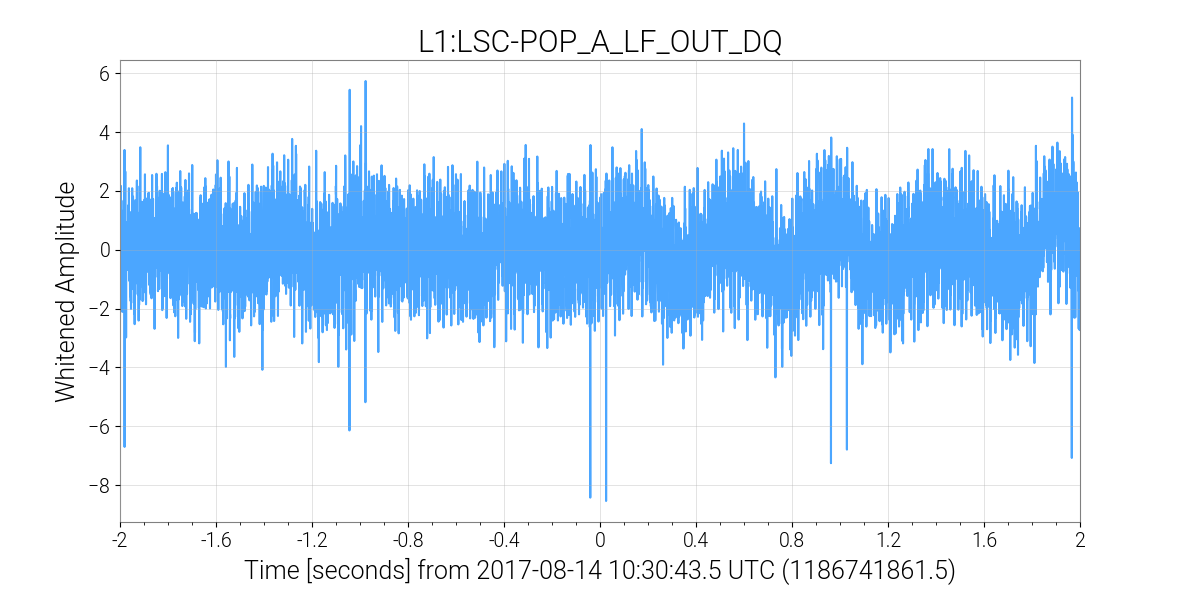 L1:LSC-POP_A_LF_OUT_DQ
6
4
2
0
−2
−4
−6
−8
Whitened Amplitude
-2 -1.6 -1.2 -0.8 -0.4 0 0.4 0.8 1.2 1.6 2
Time [seconds] from 2017-08-14 10:30:43.5 UTC (1186741861.5)